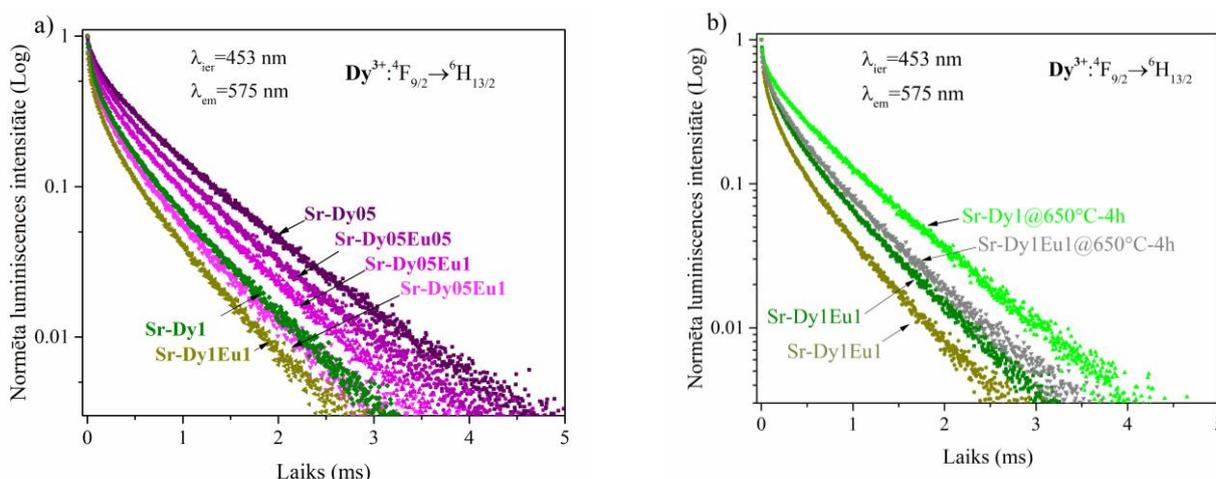 a)
λier=453 nm
λem=575 nm
Dy³⁺:⁴F9/2→⁶H13/2
Normēta luminiscences intensitāte (Log)
1
0.1
0.01
Sr-Dy05
Sr-Dy05Eu05
Sr-Dy05Eu1
Sr-Dy05Eu1
Sr-Dy1
Sr-Dy1Eu1
0 1 2 3 4 5
Laiks (ms)
b)
λier=453 nm
λem=575 nm
Dy³⁺:⁴F9/2→⁶H13/2
Normēta luminiscences intensitāte (Log)
1
0.1
0.01
Sr-Dy1@650°C-4h
Sr-Dy1Eu1@650°C-4h
Sr-Dy1Eu1
Sr-Dy1Eu1
0 1 2 3 4 5
Laiks (ms)